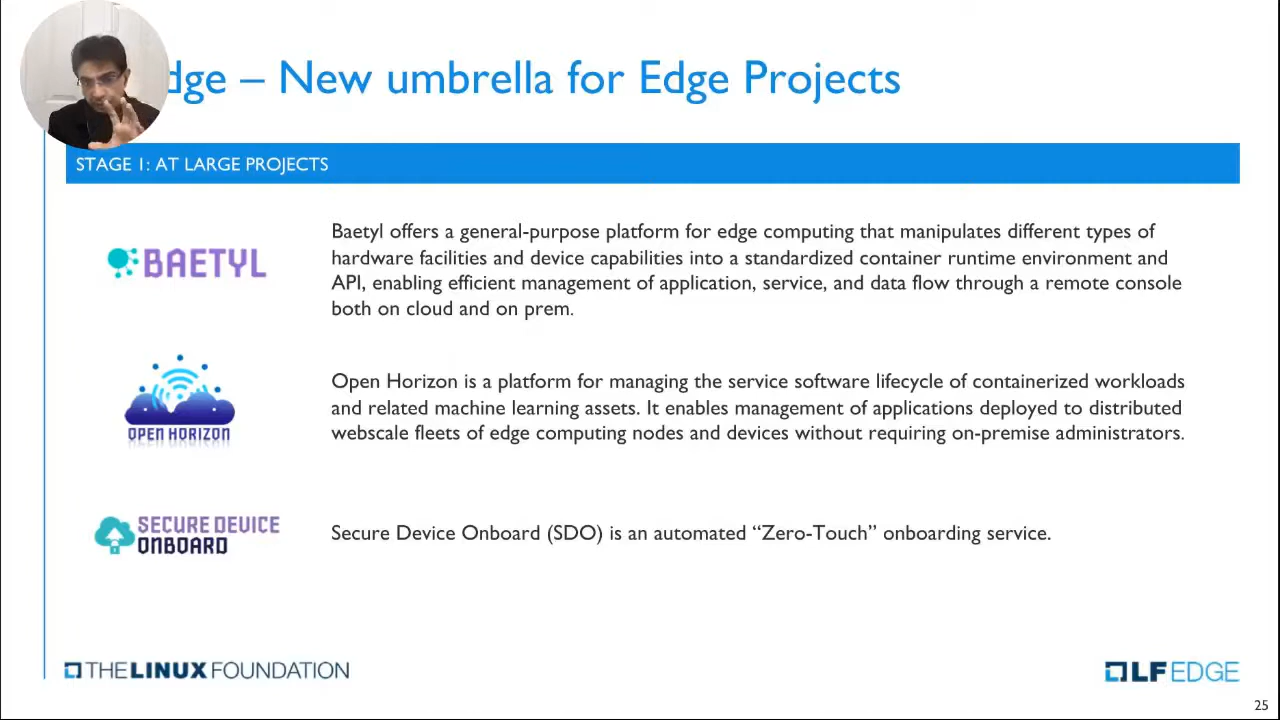 dge – New umbrella for Edge Projects
STAGE 1: AT LARGE PROJECTS
BAETYL
Baetyl offers a general-purpose platform for edge computing that manipulates different types of
hardware facilities and device capabilities into a standardized container runtime environment and
API, enabling efficient management of application, service, and data flow through a remote console
both on cloud and on prem.
OPEN HORIZON
Open Horizon is a platform for managing the service software lifecycle of containerized workloads
and related machine learning assets. It enables management of applications deployed to distributed
webscale fleets of edge computing nodes and devices without requiring on-premise administrators.
SECURE DEVICE
ONBOARD
Secure Device Onboard (SDO) is an automated “Zero-Touch” onboarding service.
THE LINUX FOUNDATION
LF EDGE
25